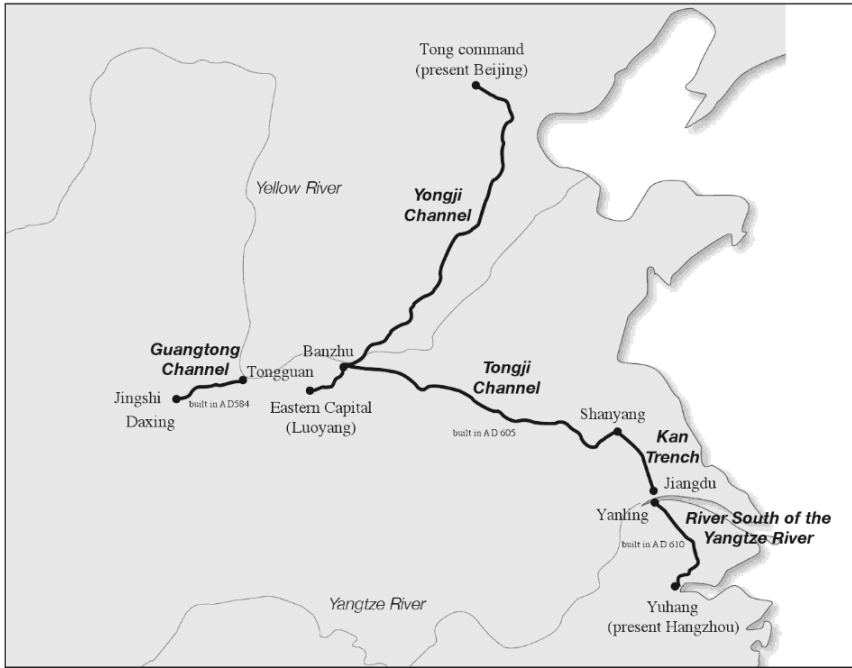 Tong command
(present Beijing)
Yellow River
Yongji
Channel
Guangtong
Channel
Banzhu
Tongguan
Tongji
Channel
Jingshi
Daxing
built in AD584
Eastern Capital
(Luoyang)
Shanyang
built in AD 605
Kan
Trench
Jiangdu
Yanling
River South of the
Yangtze River
built in AD 610
Yangtze River
Yuhang
(present Hangzhou)